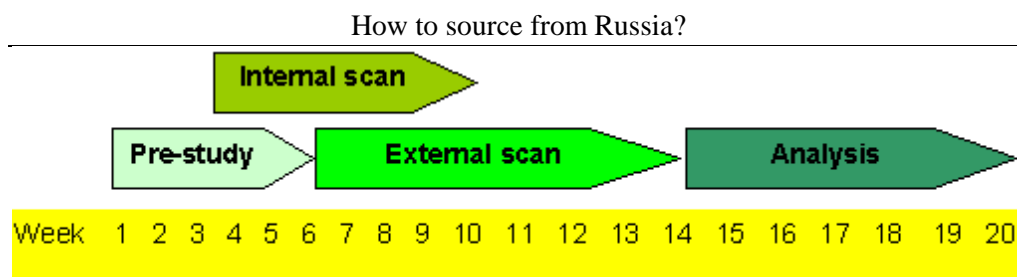 How to source from Russia?
Internal scan
Pre-study External scan Analysis
Week 1 2 3 4 5 6 7 8 9 10 11 12 13 14 15 16 17 18 19 20